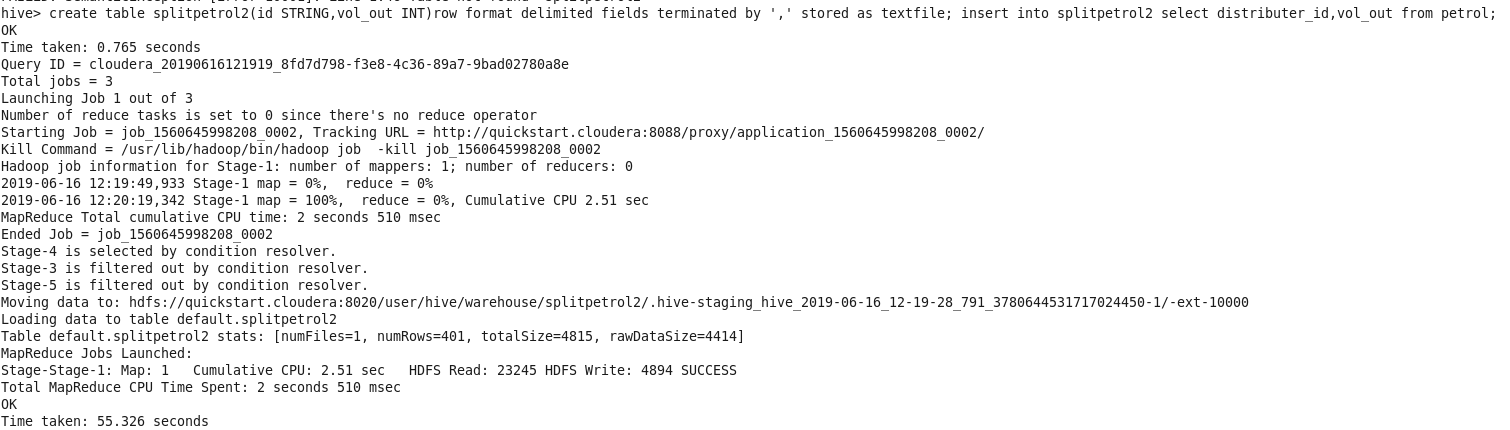 hive> create table splitpetrol2(id STRING,vol_out INT)row format delimited fields terminated by ',' stored as textfile; insert into splitpetrol2 select distributer_id,vol_out from petrol;
OK
Time taken: 0.765 seconds
Query ID = cloudera_20190616121919_8fd7d798-f3e8-4c36-89a7-9bad02780a8e
Total jobs = 3
Launching Job 1 out of 3
Number of reduce tasks is set to 0 since there's no reduce operator
Starting Job = job_1560645998208_0002, Tracking URL = http://quickstart.cloudera:8088/proxy/application_1560645998208_0002/
Kill Command = /usr/lib/hadoop/bin/hadoop job  -kill job_1560645998208_0002
Hadoop job information for Stage-1: number of mappers: 1; number of reducers: 0
2019-06-16 12:19:49,933 Stage-1 map = 0%,  reduce = 0%
2019-06-16 12:20:19,342 Stage-1 map = 100%,  reduce = 0%, Cumulative CPU 2.51 sec
MapReduce Total cumulative CPU time: 2 seconds 510 msec
Ended Job = job_1560645998208_0002
Stage-4 is selected by condition resolver.
Stage-3 is filtered out by condition resolver.
Stage-5 is filtered out by condition resolver.
Moving data to: hdfs://quickstart.cloudera:8020/user/hive/warehouse/splitpetrol2/.hive-staging_hive_2019-06-16_12-19-28_791_3780644531717024450-1/-ext-10000
Loading data to table default.splitpetrol2
Table default.splitpetrol2 stats: [numFiles=1, numRows=401, totalSize=4815, rawDataSize=4414]
MapReduce Jobs Launched:
Stage-Stage-1: Map: 1   Cumulative CPU: 2.51 sec   HDFS Read: 23245 HDFS Write: 4894 SUCCESS
Total MapReduce CPU Time Spent: 2 seconds 510 msec
OK
Time taken: 55.326 seconds